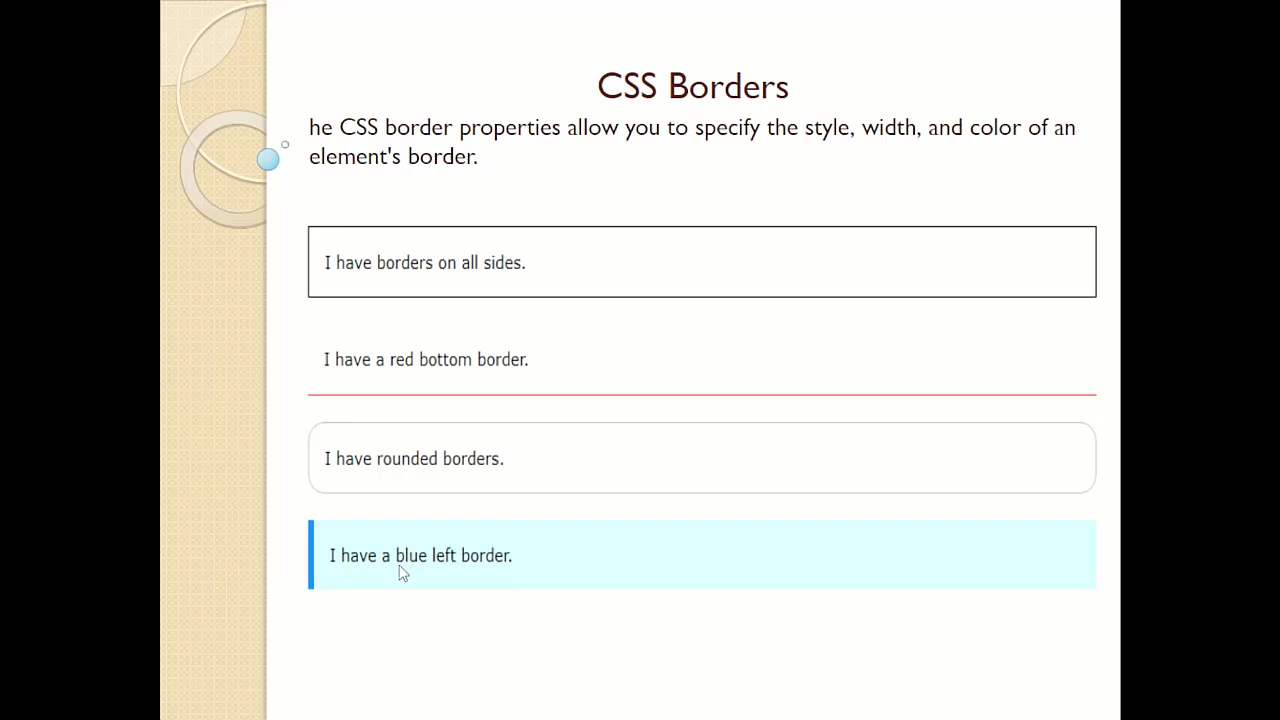 CSS Borders
he CSS border properties allow you to specify the style, width, and color of an
element's border.
I have borders on all sides.
I have a red bottom border.
I have rounded borders.
I have a blue left border.